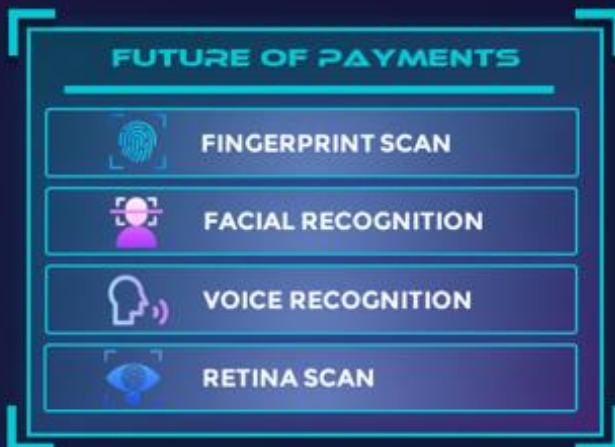 FUTURE OF PAYMENTS
FINGERPRINT SCAN
FACIAL RECOGNITION
VOICE RECOGNITION
RETINA SCAN